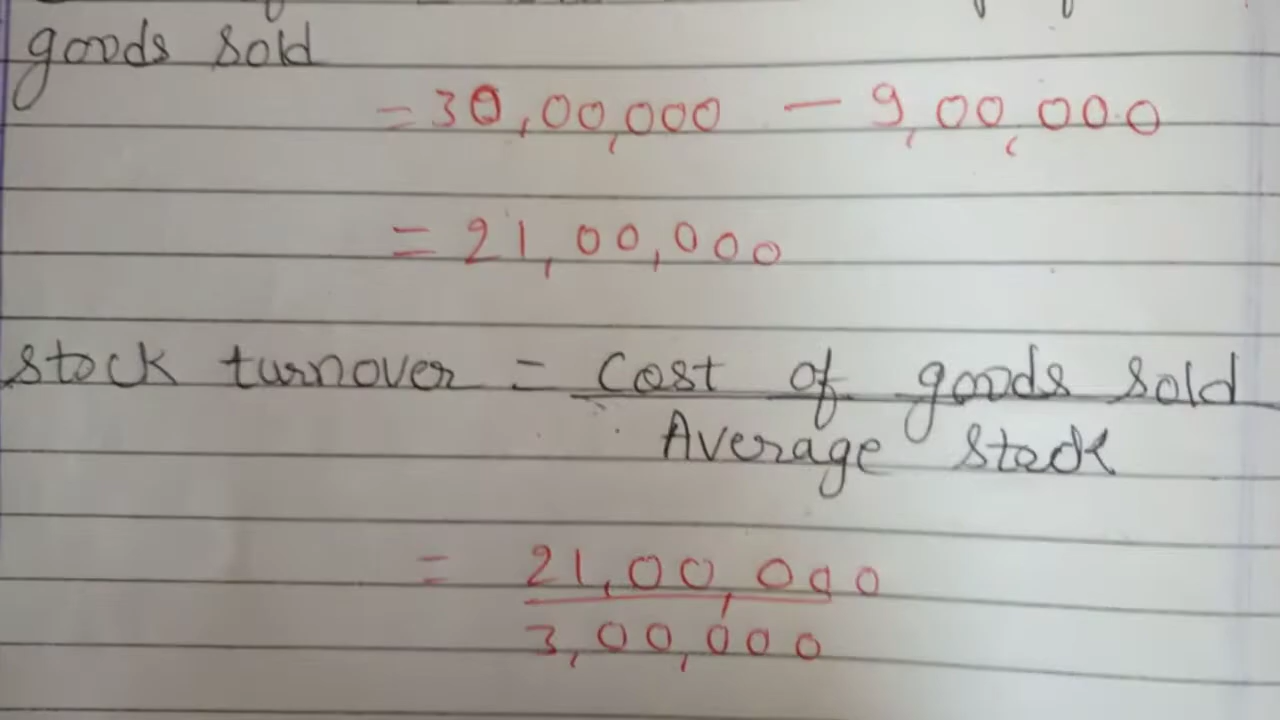 goods sold
= 30,00,000 - 9,00,000
= 21,00,000
stock turnover = Cost of goods sold
Average stock
= 21,00,000
3,00,000